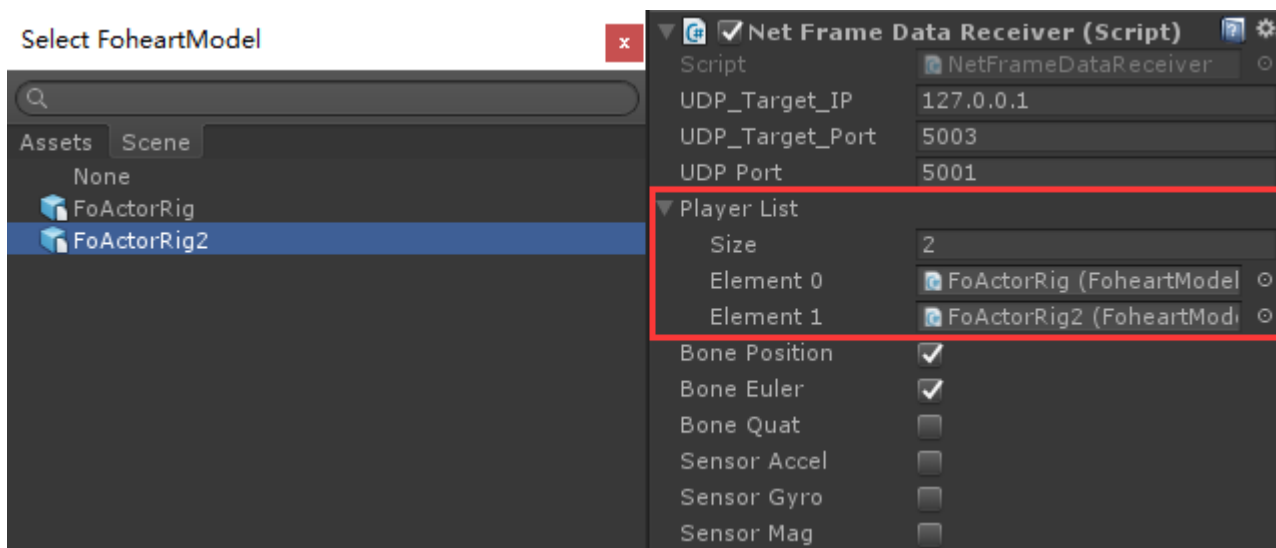 Select FoheartModel
x
Assets Scene
None
FoActorRig
FoActorRig2
Net Frame Data Receiver (Script)
Script NetFrameDataReceiver
UDP_Target_IP 127.0.0.1
UDP_Target_Port 5003
UDP Port 5001
Player List
Size 2
Element 0 FoActorRig (FoheartModel
Element 1 FoActorRig2 (FoheartMod
Bone Position
Bone Euler
Bone Quat
Sensor Accel
Sensor Gyro
Sensor Mag